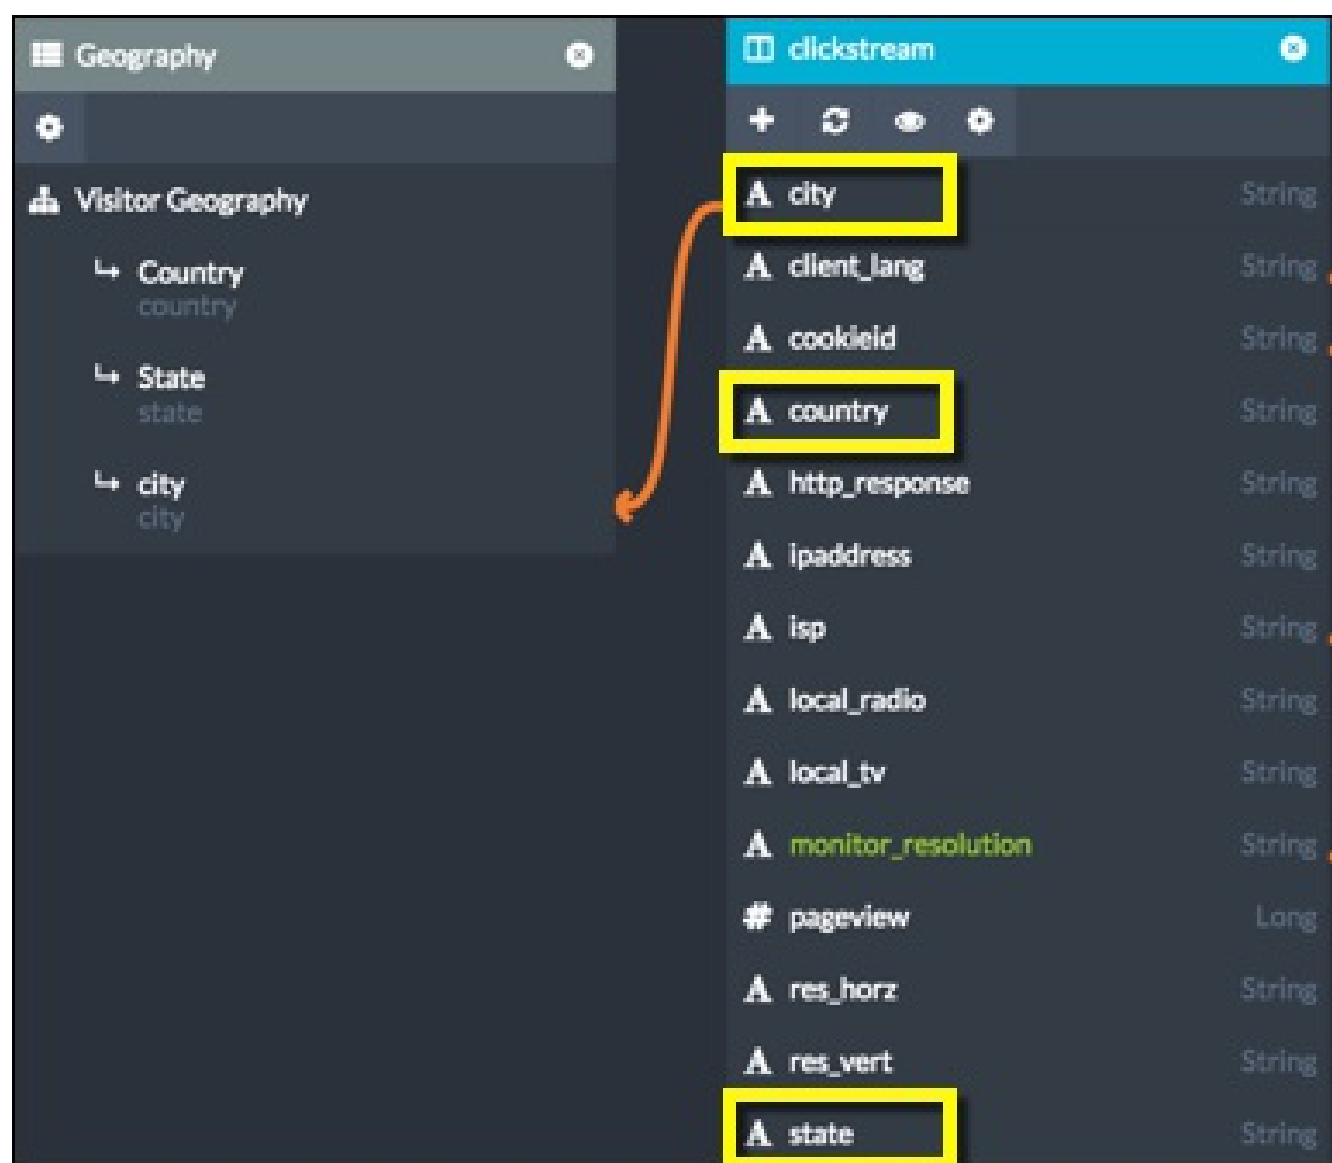 Geography
Visitor Geography
Country
country
State
state
city
city
clickstream
A city String
A client_lang String
A cookieid String
A country String
A http_response String
A ipaddress String
A isp String
A local_radio String
A local_tv String
A monitor_resolution String
# pageview Long
A res_horz String
A res_vert String
A state String